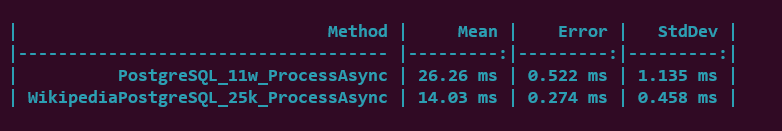 | Method | Mean | Error | StdDev |
|------------------------------------- |---------:|---------:|---------:|
| PostgreSQL_11w_ProcessAsync | 26.26 ms | 0.522 ms | 1.135 ms |
| WikipediaPostgreSQL_25k_ProcessAsync | 14.03 ms | 0.274 ms | 0.458 ms |